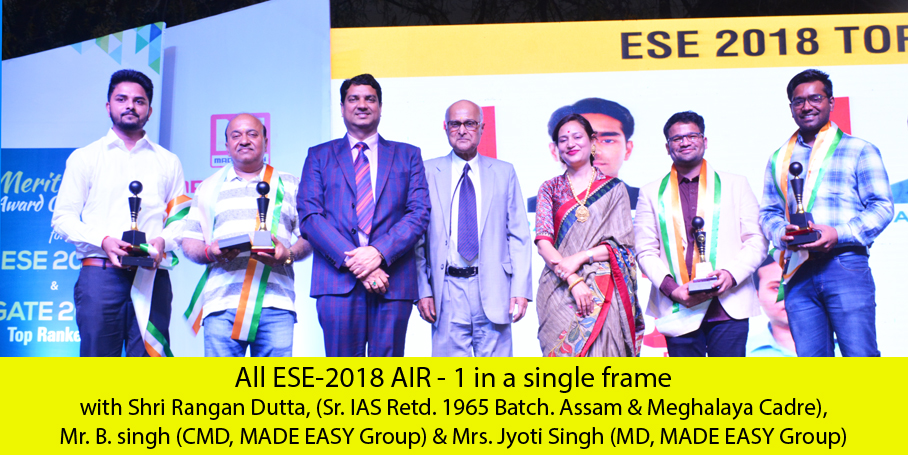 ESE 2018 TOP
Merit
Award C
for
ESE 20
&
GATE 2
Top Ranke
All ESE-2018 AIR - 1 in a single frame
with Shri Rangan Dutta, (Sr. IAS Retd. 1965 Batch. Assam & Meghalaya Cadre),
Mr. B. singh (CMD, MADE EASY Group) & Mrs. Jyoti Singh (MD, MADE EASY Group)